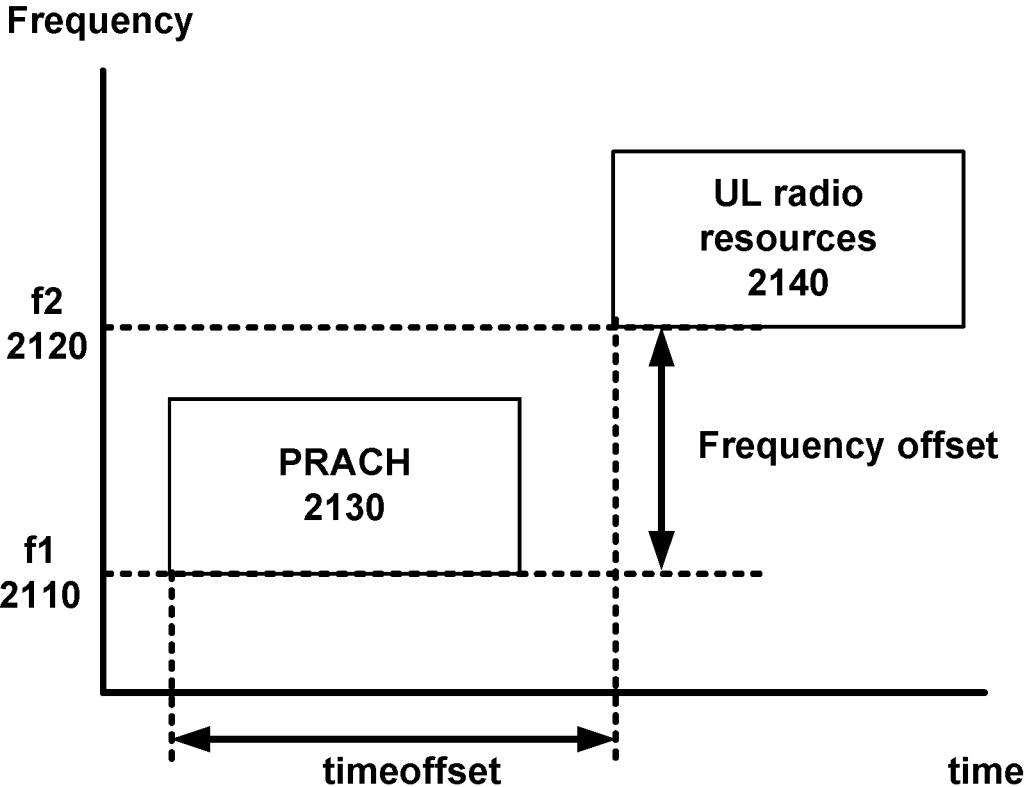 Frequency
UL radio
resources
2140
f2
2120
Frequency offset
PRACH
2130
f1
2110
timeoffset
time